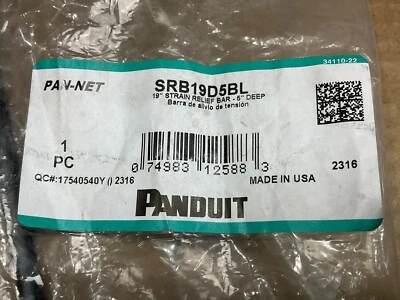 34110-22
PAN-NET
SRB19D5BL
19" STRAIN RELIEF BAR - 5" DEEP
Barra de alivio de tensión
1
PC
0 74983 12588 3
2316
QC#:17540540Y () 2316
MADE IN USA
PANDUIT